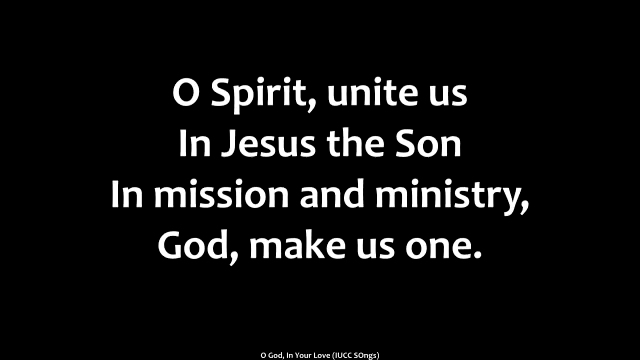 O Spirit, unite us
In Jesus the Son
In mission and ministry,
God, make us one.
O God, In Your Love (IUCC SOngs)